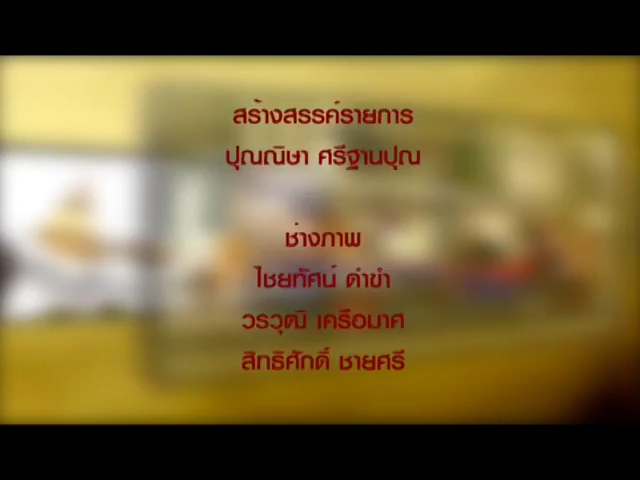 สร้างสรรค์รายการ
ปุณณิษา ศรีฐานปุณ
ช่างภาพ
ไชยทัศน์ ดำขำ
วรวุฒิ เครือมาศ
สิทธิศักดิ์ ชายศรี